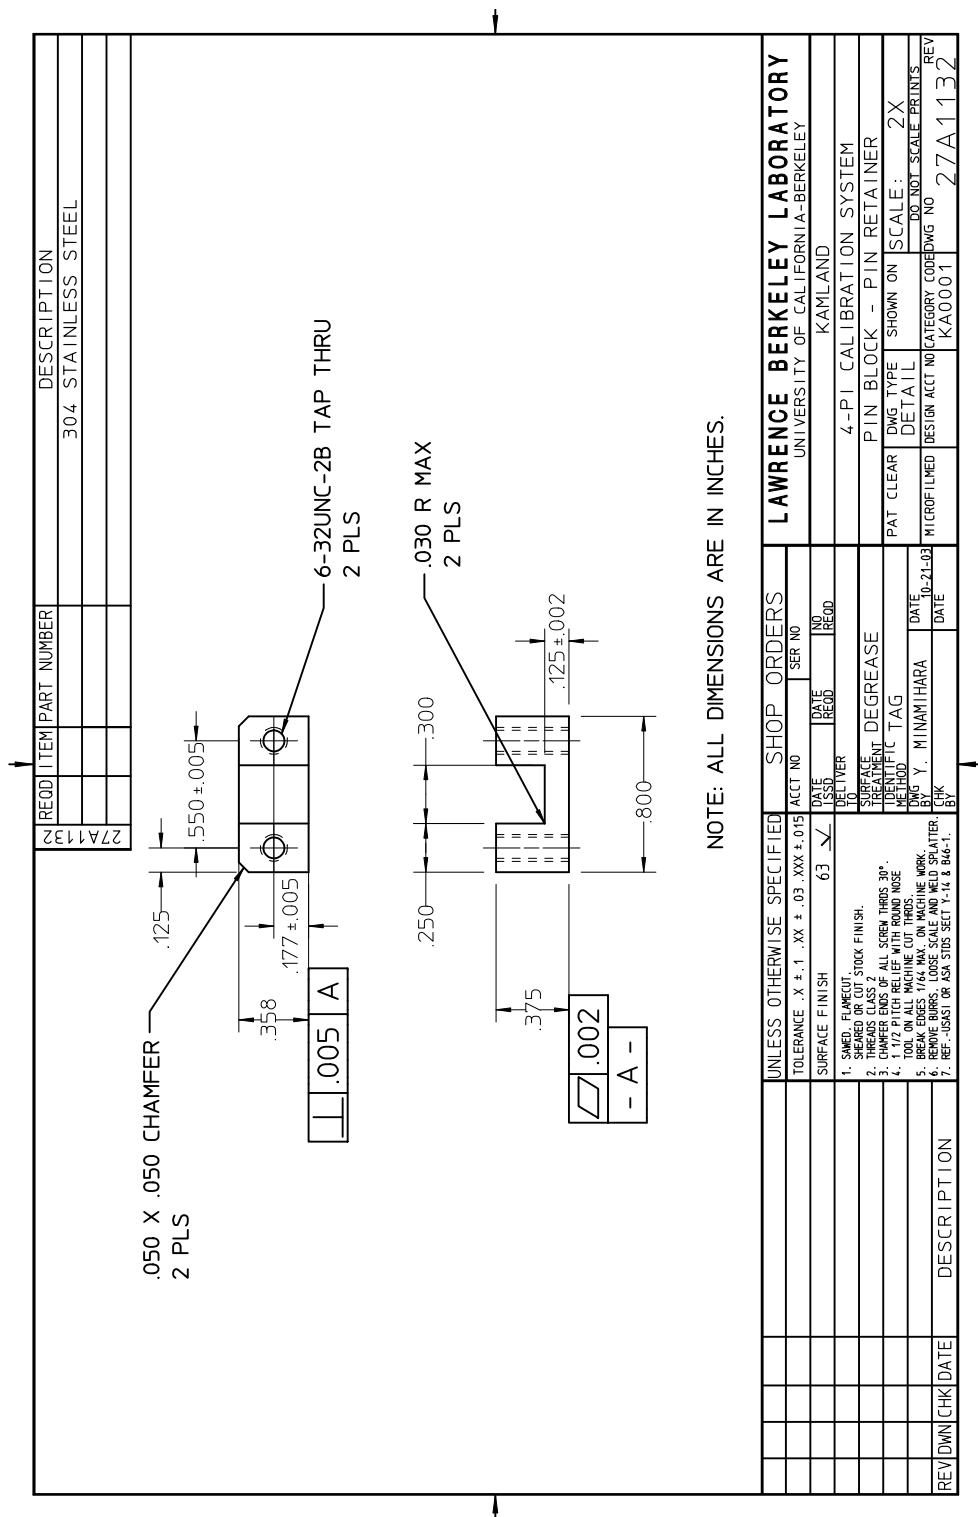 REQD ITEM PART NUMBER DESCRIPTION
304 STAINLESS STEEL
27A1132
.050 X .050 CHAMFER
2 PLS
.125
.550 ±.005
6-32UNC-2B TAP THRU
2 PLS
.358
.177 ±.005
⊥ .005 A
.030 R MAX
2 PLS
.250
.300
.125 ±.002
.375
.800
⏥ .002
- A -
NOTE: ALL DIMENSIONS ARE IN INCHES.
REV DWN CHK DATE DESCRIPTION
UNLESS OTHERWISE SPECIFIED
TOLERANCE .X ±.1 .XX ± .03 .XXX ±.015
SURFACE FINISH 63
1. SAWED, FLAMECUT,
SHEARED OR CUT STOCK FINISH.
2. THREADS CLASS 2
3. CHAMFER ENDS OF ALL SCREW THRDS 30°.
4. 1 1/2 PITCH RELIEF WITH ROUND NOSE
TOOL ON ALL MACHINE CUT THRDS.
5. BREAK EDGES 1/64 MAX. ON MACHINE WORK.
6. REMOVE BURRS, LOOSE SCALE AND WELD SPLATTER.
7. REF.-USASI OR ASA STDS SECT Y-14 & B46-1.
SHOP ORDERS
ACCT NO SER NO
DATE ISSD DATE REQD NO REQD
DELIVER TO
SURFACE TREATMENT DEGREASE
IDENTIFIC METHOD TAG
DWG BY Y. MINAMIHARA DATE 10-21-03
CHK BY DATE
LAWRENCE BERKELEY LABORATORY
UNIVERSITY OF CALIFORNIA-BERKELEY
KAMLAND
4-PI CALIBRATION SYSTEM
PIN BLOCK - PIN RETAINER
PAT CLEAR DWG TYPE DETAIL SHOWN ON SCALE: 2X
DO NOT SCALE PRINTS
MICROFILMED DESIGN ACCT NO CATEGORY CODE KA0001 DWG NO 27A1132 REV